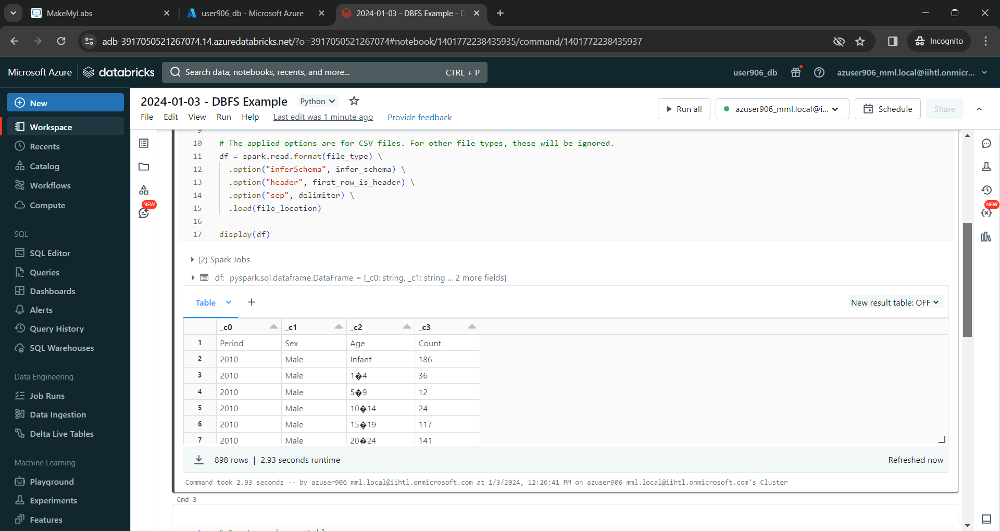 MakeMyLabs
user906_db - Microsoft Azure
2024-01-03 - DBFS Example - D
adb-3917050521267074.14.azuredatabricks.net/?o=3917050521267074#notebook/1401772238435935/command/1401772238435937
Incognito
Microsoft Azure
databricks
Search data, notebooks, recents, and more...
CTRL + P
user906_db
azuser906_mml.local@iihtl.onmicr...
New
Workspace
Recents
Catalog
Workflows
Compute
SQL
SQL Editor
Queries
Dashboards
Alerts
Query History
SQL Warehouses
Data Engineering
Job Runs
Data Ingestion
Delta Live Tables
Machine Learning
Playground
Experiments
Features
2024-01-03 - DBFS Example
Python
File Edit View Run Help
Last edit was 1 minute ago
Provide feedback
Run all
azuser906_mml.local@i...
Schedule
Share
NEW
NEW
9
10 # The applied options are for CSV files. For other file types, these will be ignored.
11 df = spark.read.format(file_type) \
12 .option("inferSchema", infer_schema) \
13 .option("header", first_row_is_header) \
14 .option("sep", delimiter) \
15 .load(file_location)
16
17 display(df)
(2) Spark Jobs
df: pyspark.sql.dataframe.DataFrame = [_c0: string, _c1: string ... 2 more fields]
Table
New result table: OFF
_c0 _c1 _c2 _c3
1 Period Sex Age Count
2 2010 Male Infant 186
3 2010 Male 1�4 36
4 2010 Male 5�9 12
5 2010 Male 10�14 24
6 2010 Male 15�19 117
7 2010 Male 20�24 141
898 rows | 2.93 seconds runtime
Refreshed now
Command took 2.93 seconds -- by azuser906_mml.local@iihtl.onmicrosoft.com at 1/3/2024, 12:26:41 PM on azuser906_mml.local@iihtl.onmicrosoft.com's Cluster
Cmd 3